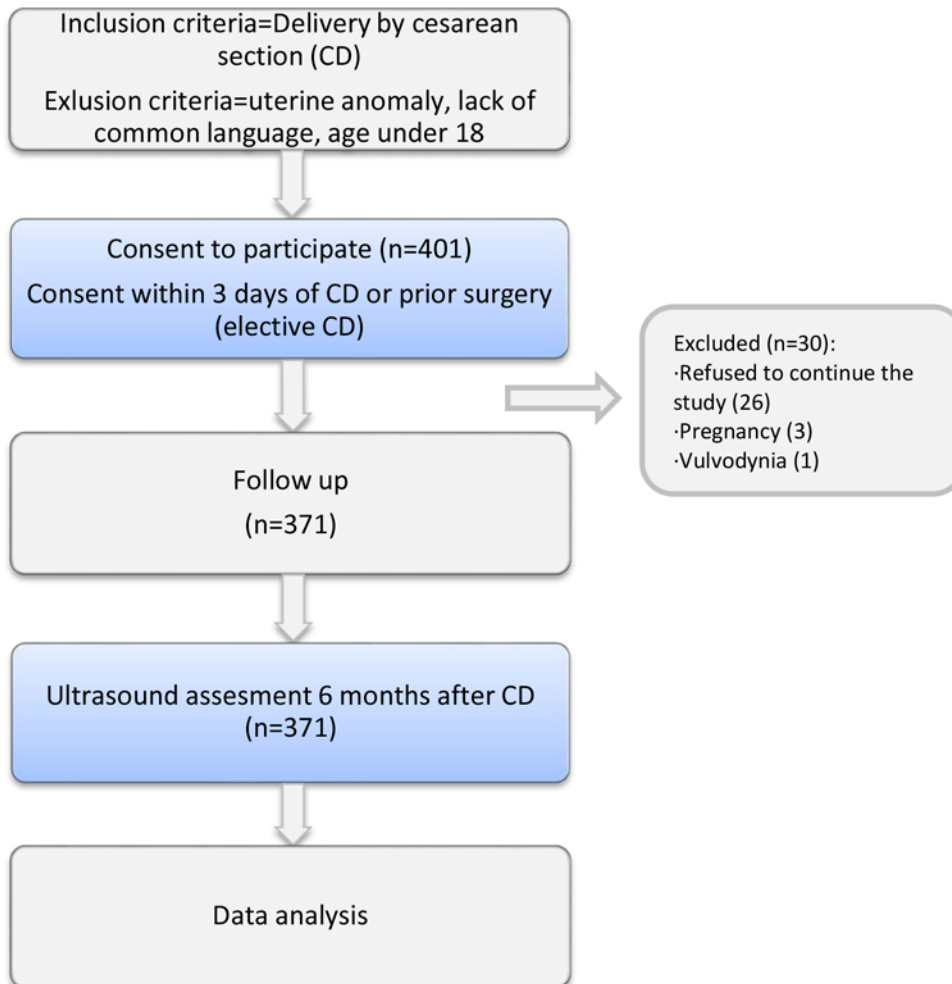 Inclusion criteria=Delivery by cesarean
section (CD)
Exlusion criteria=uterine anomaly, lack of
common language, age under 18
Consent to participate (n=401)
Consent within 3 days of CD or prior surgery
(elective CD)
Excluded (n=30):
·Refused to continue the
study (26)
·Pregnancy (3)
·Vulvodynia (1)
Follow up
(n=371)
Ultrasound assesment 6 months after CD
(n=371)
Data analysis